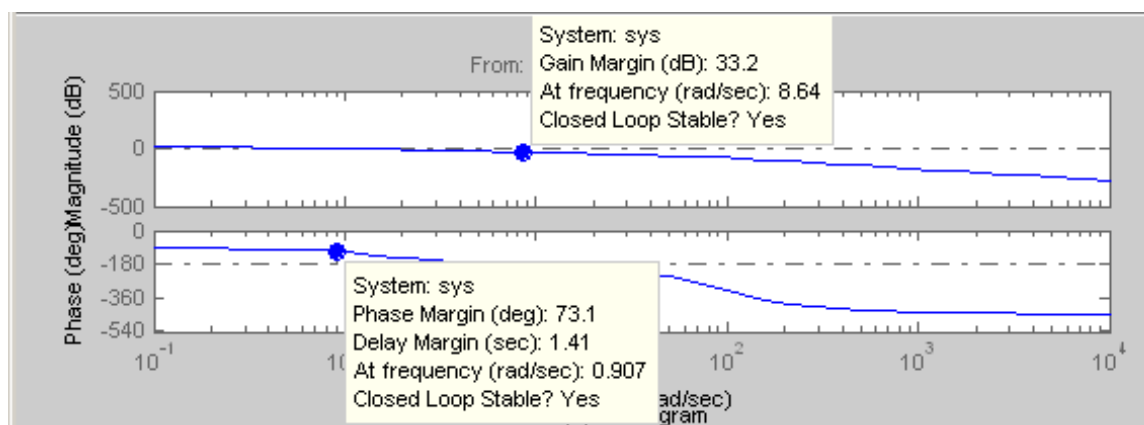 System: sys
Gain Margin (dB): 33.2
At frequency (rad/sec): 8.64
Closed Loop Stable? Yes
From:
Magnitude (dB)
500
0
-500
Phase (deg)
0
-180
-360
-540
System: sys
Phase Margin (deg): 73.1
Delay Margin (sec): 1.41
At frequency (rad/sec): 0.907
Closed Loop Stable? Yes
10^-1
10^2
10^3
10^4
ad/sec)
gram